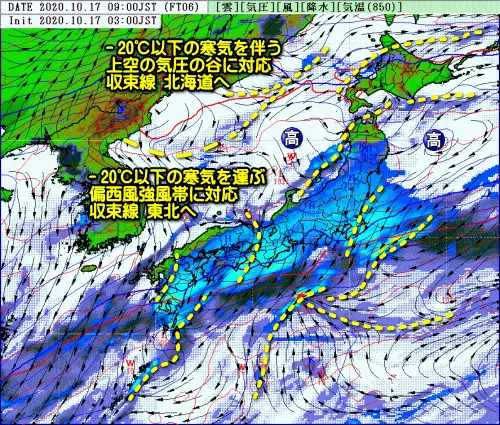 DATE 2020.10.17 09:00JST (FT06)
[雲][気圧][風][降水][気温(850)]
Init 2020.10.17 03:00JST
-20℃以下の寒気を伴う
上空の気圧の谷に対応
収束線 北海道へ
高
高
-20℃以下の寒気を運ぶ
偏西風強風帯に対応
収束線 東北へ